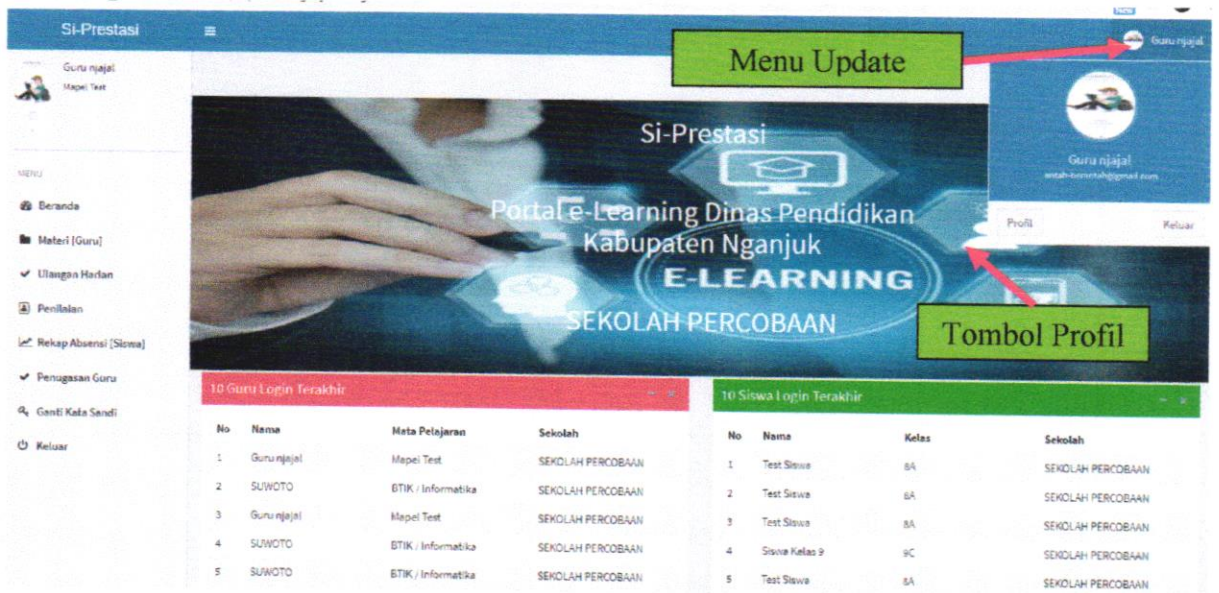 New
Si-Prestasi
Guru njajal
Menu Update
Guru njajal
Mapel Test
Guru njajal
MENU
Beranda
Materi [Guru]
Ulangan Harian
Penilaian
Rekap Absensi [Siswa]
Penugasan Guru
Ganti Kata Sandi
Keluar
Si-Prestasi
Portal e-Learning Dinas Pendidikan
Kabupaten Nganjuk
E-LEARNING
SEKOLAH PERCOBAAN
Profil
Keluar
Tombol Profil
10 Guru Login Terakhir
No Nama Mata Pelajaran Sekolah
1 Guru njajal Mapel Test SEKOLAH PERCOBAAN
2 SUWOTO BTIK / Informatika SEKOLAH PERCOBAAN
3 Guru njajal Mapel Test SEKOLAH PERCOBAAN
4 SUWOTO BTIK / Informatika SEKOLAH PERCOBAAN
5 SUWOTO BTIK / Informatika SEKOLAH PERCOBAAN
10 Siswa Login Terakhir
No Nama Kelas Sekolah
1 Test Siswa 8A SEKOLAH PERCOBAAN
2 Test Siswa 8A SEKOLAH PERCOBAAN
3 Test Siswa 8A SEKOLAH PERCOBAAN
4 Siswa Kelas 9 9C SEKOLAH PERCOBAAN
5 Test Siswa 8A SEKOLAH PERCOBAAN